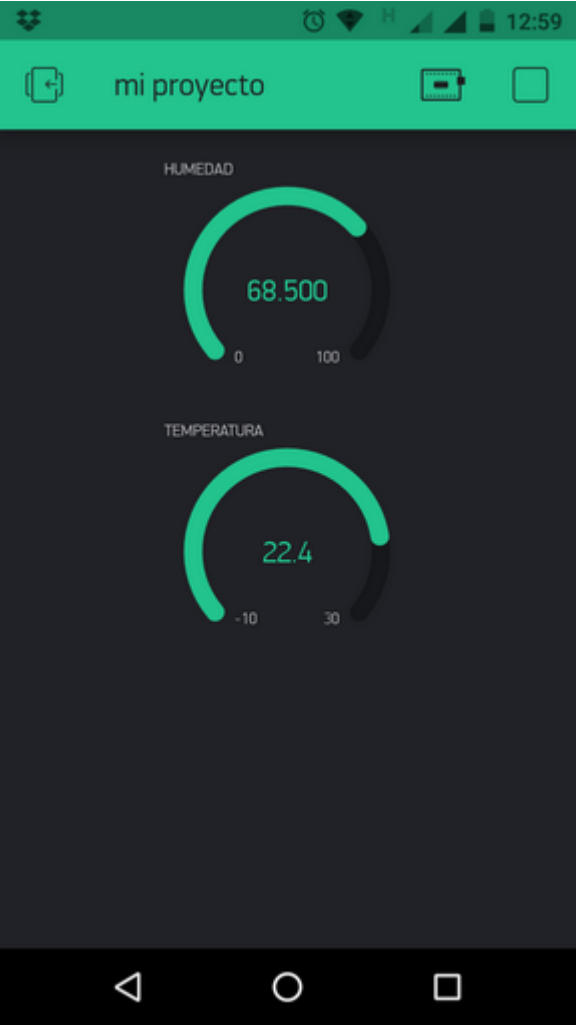 H 12:59
mi proyecto
HUMEDAD
68.500
0 100
TEMPERATURA
22.4
-10 30